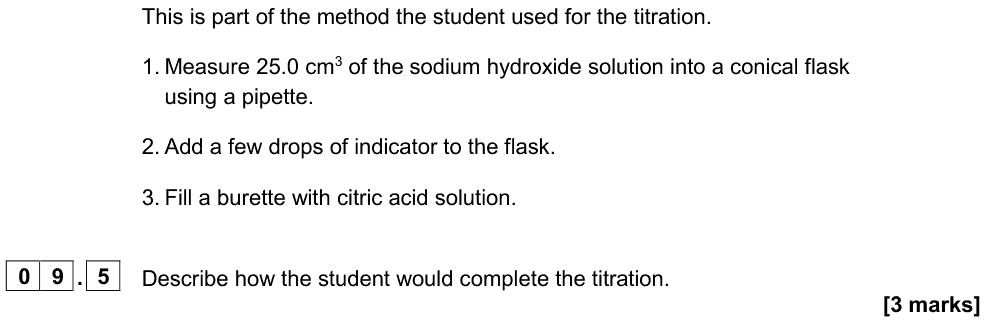 This is part of the method the student used for the titration.
1. Measure 25.0 cm³ of the sodium hydroxide solution into a conical flask
using a pipette.
2. Add a few drops of indicator to the flask.
3. Fill a burette with citric acid solution.
0 9 . 5 Describe how the student would complete the titration.
[3 marks]